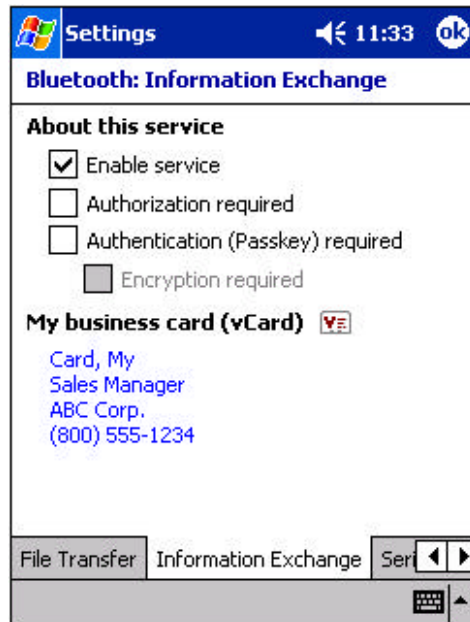 Settings 11:33 ok
Bluetooth: Information Exchange
About this service
Enable service
Authorization required
Authentication (Passkey) required
Encryption required
My business card (vCard)
Card, My
Sales Manager
ABC Corp.
(800) 555-1234
File Transfer Information Exchange Seri